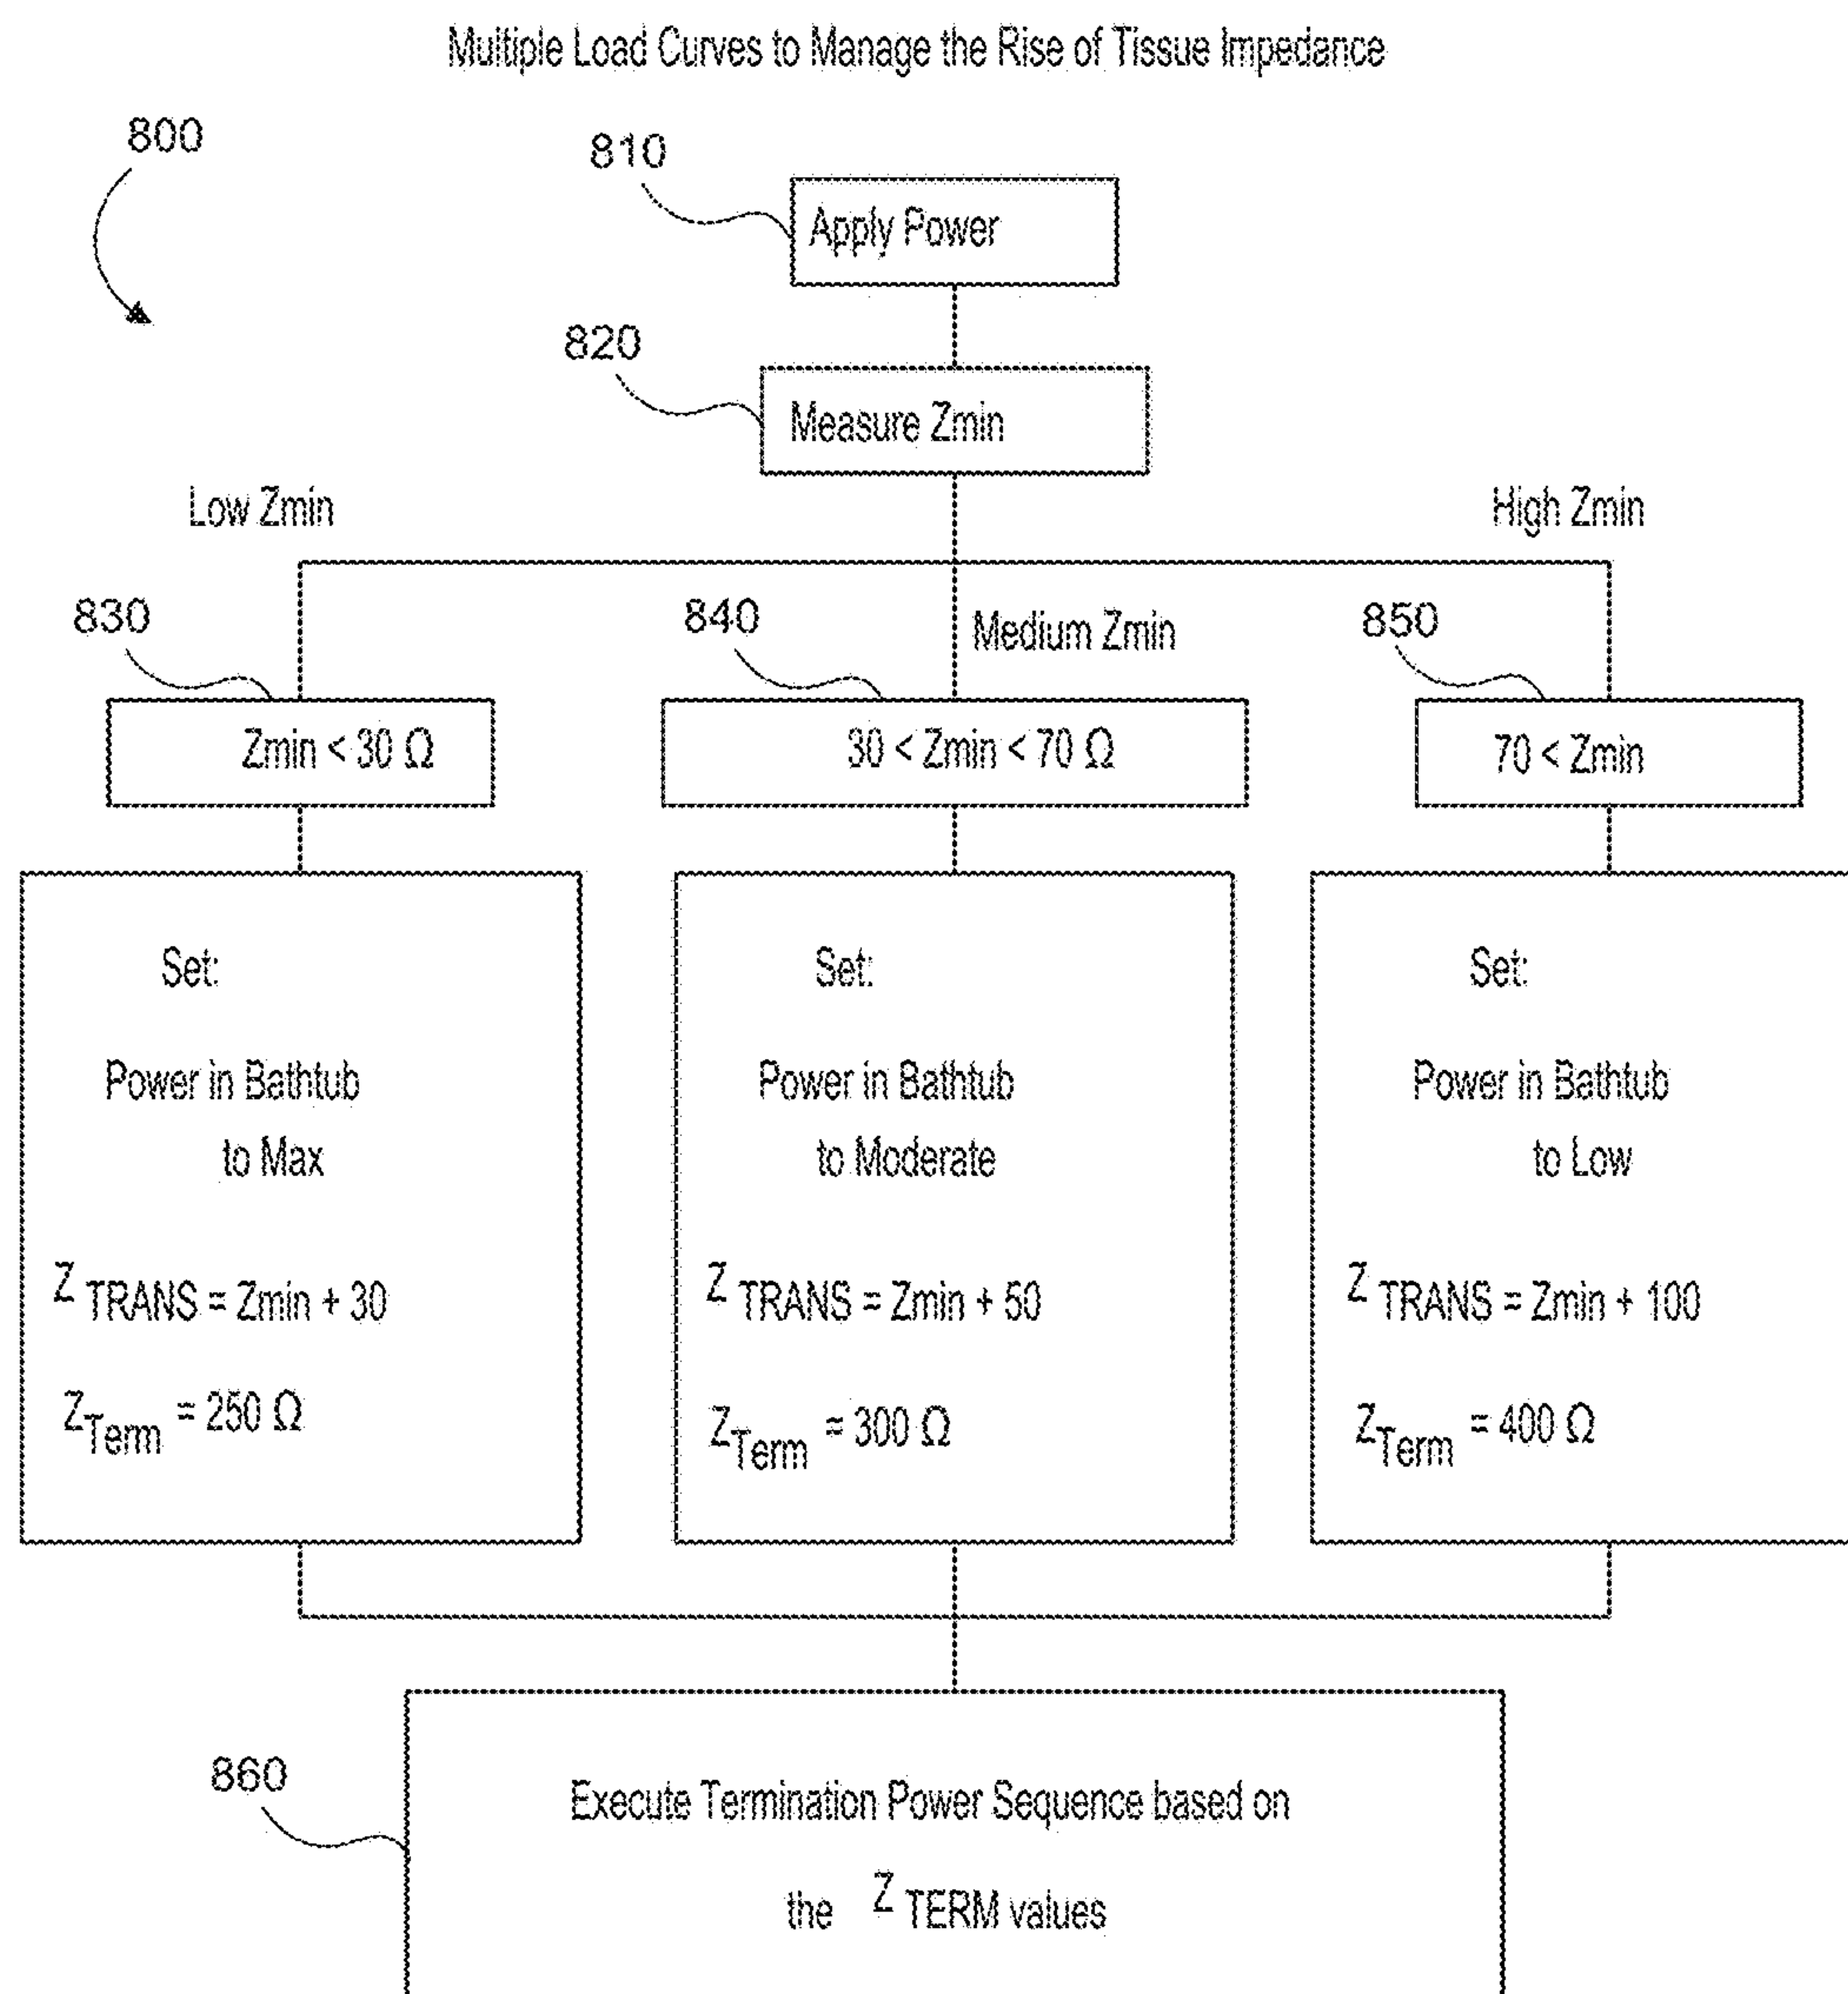 Multiple Load Curves to Manage the Rise of Tissue Impedance
800
810
Apply Power
820
Measure Zmin
Low Zmin
High Zmin
830
840
Medium Zmin
850
Zmin < 30 Ω
30 < Zmin < 70 Ω
70 < Zmin
Set:
Power in Bathtub
to Max
Z TRANS = Zmin + 30
ZTerm = 250 Ω
Set:
Power in Bathtub
to Moderate
Z TRANS = Zmin + 50
ZTerm = 300 Ω
Set:
Power in Bathtub
to Low
Z TRANS = Zmin + 100
ZTerm = 400 Ω
860
Execute Termination Power Sequence based on
the Z TERM values